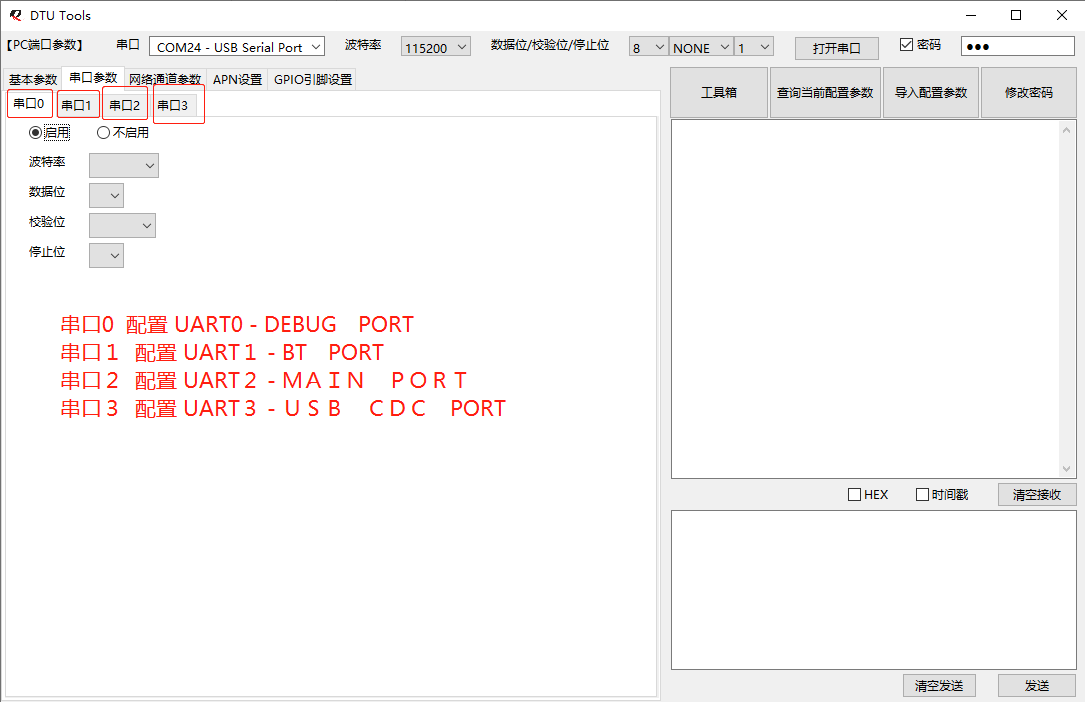 DTU Tools
【PC端口参数】 串口 COM24 - USB Serial Port 波特率 115200 数据位/校验位/停止位 8 NONE 1 打开串口 密码 ●●●
基本参数 串口参数 网络通道参数 APN设置 GPIO引脚设置
工具箱 查询当前配置参数 导入配置参数 修改密码
串口0 串口1 串口2 串口3
启用 不启用
波特率
数据位
校验位
停止位
串口0 配置 UART0 - DEBUG PORT
串口１ 配置 UART１ - BT PORT
串口２ 配置 UART２ - ＭＡＩＮ ＰＯＲＴ
串口３ 配置 UART３ - ＵＳＢ ＣＤＣ PORT
HEX 时间戳 清空接收
清空发送 发送